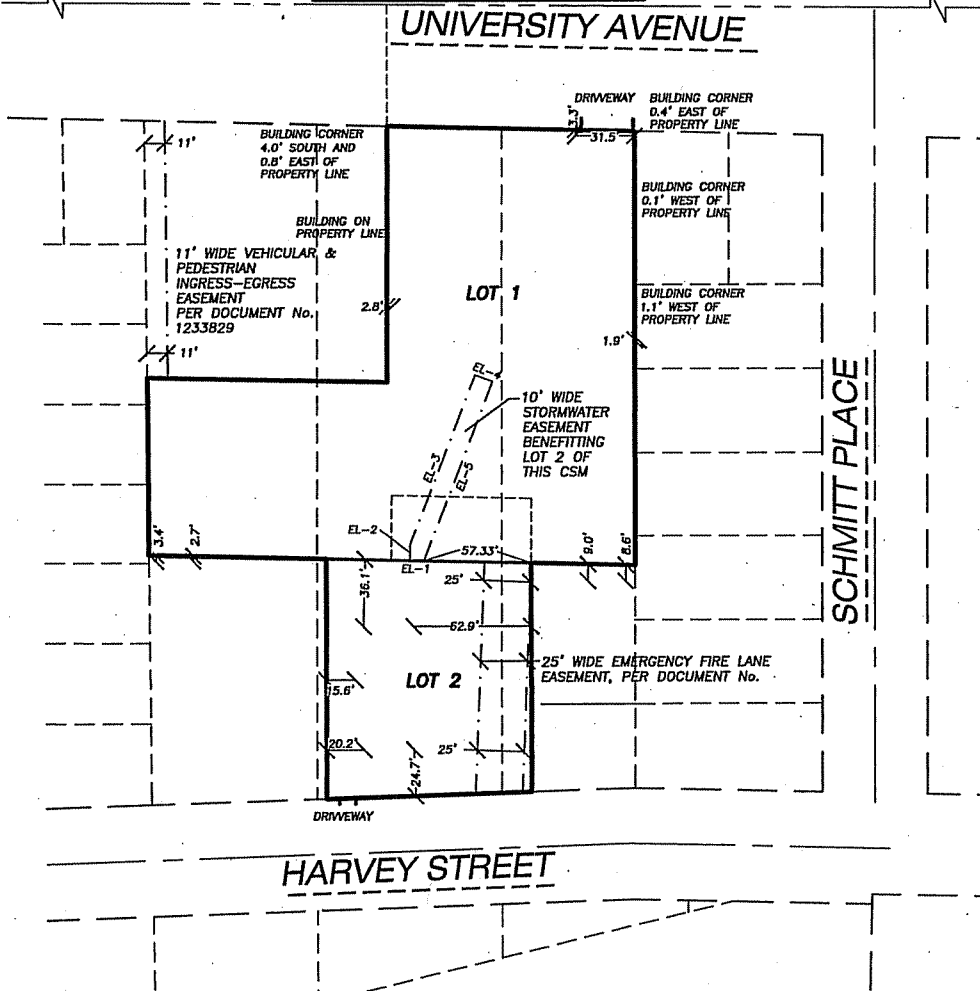 UNIVERSITY AVENUE
DRIVEWAY
BUILDING CORNER
0.4' EAST OF
PROPERTY LINE
3.3'
31.5'
11'
BUILDING CORNER
4.0' SOUTH AND
0.8' EAST OF
PROPERTY LINE
BUILDING CORNER
0.1' WEST OF
PROPERTY LINE
BUILDING ON
PROPERTY LINE
11' WIDE VEHICULAR &
PEDESTRIAN
INGRESS-EGRESS
EASEMENT
PER DOCUMENT No.
1233829
LOT 1
2.8'
BUILDING CORNER
1.1' WEST OF
PROPERTY LINE
1.9'
11'
EL-4
10' WIDE
STORMWATER
EASEMENT
BENEFITTING
LOT 2 OF
THIS CSM
EL-3
EL-5
SCHMITT PLACE
3.4'
2.7'
EL-2
EL-1
57.33'
9.0'
8.6'
36.1'
25'
62.9'
25' WIDE EMERGENCY FIRE LANE
EASEMENT, PER DOCUMENT No.
LOT 2
15.6'
20.2'
25'
24.7'
DRIVEWAY
HARVEY STREET